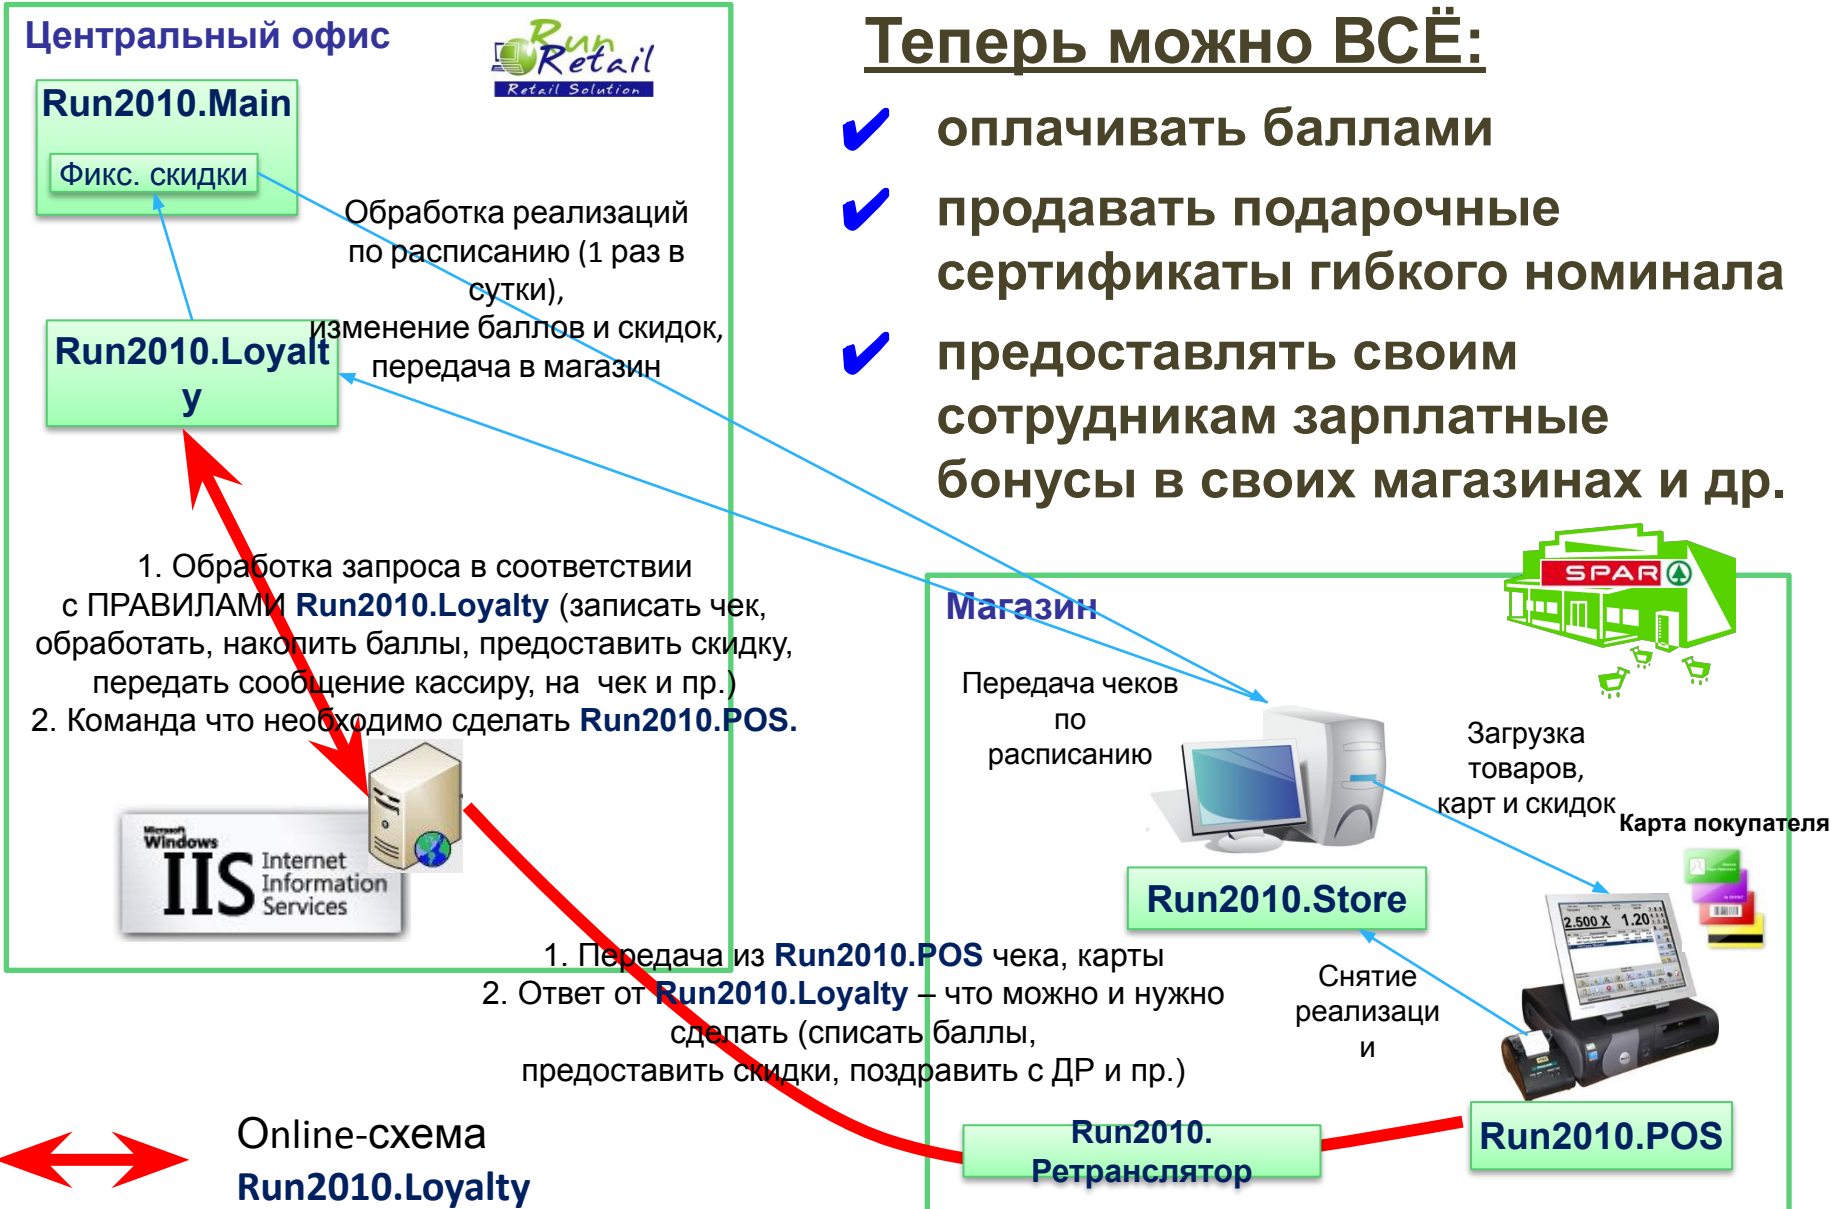 Центральный офис
Run
Retail
Retail Solution
Run2010.Main
Фикс. скидки
Обработка реализаций
по расписанию (1 раз в
сутки),
изменение баллов и скидок,
передача в магазин
Run2010.Loyalt
y
Теперь можно ВСЁ:
✔ оплачивать баллами
✔ продавать подарочные
сертификаты гибкого номинала
✔ предоставлять своим
сотрудникам зарплатные
бонусы в своих магазинах и др.
1. Обработка запроса в соответствии
с ПРАВИЛАМИ Run2010.Loyalty (записать чек,
обработать, накопить баллы, предоставить скидку,
передать сообщение кассиру, на чек и пр.)
2. Команда что необходимо сделать Run2010.POS.
Microsoft
Windows
IIS Internet
Information
Services
SPAR
Магазин
Передача чеков
по
расписанию
Загрузка
товаров,
карт и скидок
Карта покупателя
Run2010.Store
2.500 X 1.20
Снятие
реализаци
и
1. Передача из Run2010.POS чека, карты
2. Ответ от Run2010.Loyalty – что можно и нужно
сделать (списать баллы,
предоставить скидки, поздравить с ДР и пр.)
Run2010.
Ретранслятор
Run2010.POS
Online-схема
Run2010.Loyalty